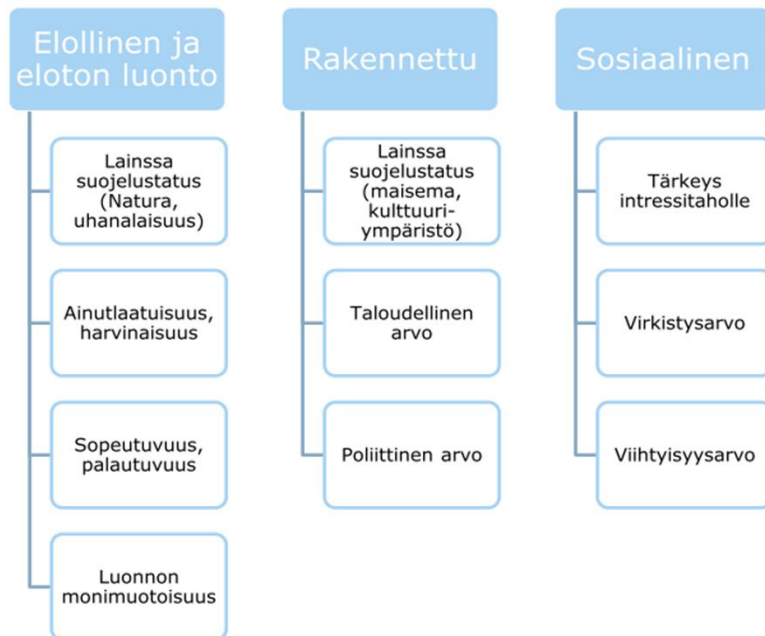 Elollinen ja
eloton luonto
Lainssa
suojelustatus
(Natura,
uhanalaisuus)
Ainutlaatuisuus,
harvinaisuus
Sopeutuvuus,
palautuvuus
Luonnon
monimuotoisuus
Rakennettu
Lainssa
suojelustatus
(maisema,
kulttuuri-
ympäristö)
Taloudellinen
arvo
Poliittinen arvo
Sosiaalinen
Tärkeys
intressitaholle
Virkistysarvo
Viihtyisyysarvo